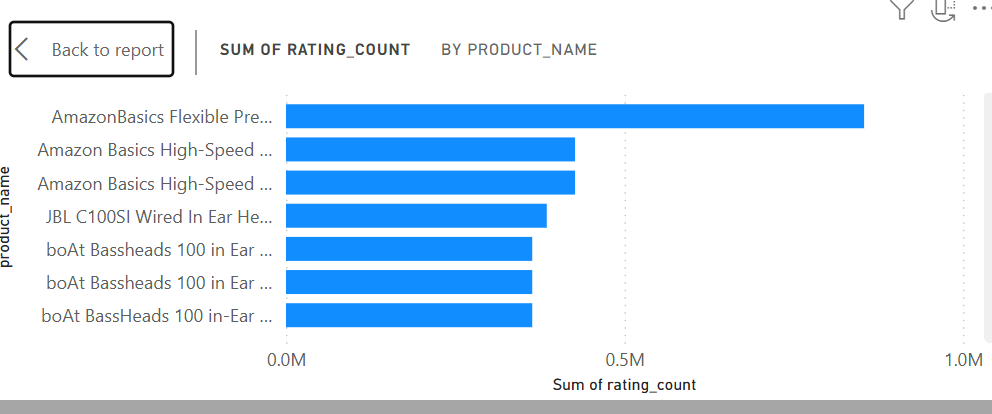 Back to report
SUM OF RATING_COUNT BY PRODUCT_NAME
AmazonBasics Flexible Pre...
Amazon Basics High-Speed ...
Amazon Basics High-Speed ...
JBL C100SI Wired In Ear He...
boAt Bassheads 100 in Ear ...
boAt Bassheads 100 in Ear ...
boAt BassHeads 100 in-Ear ...
product_name
0.0M 0.5M 1.0M
Sum of rating_count